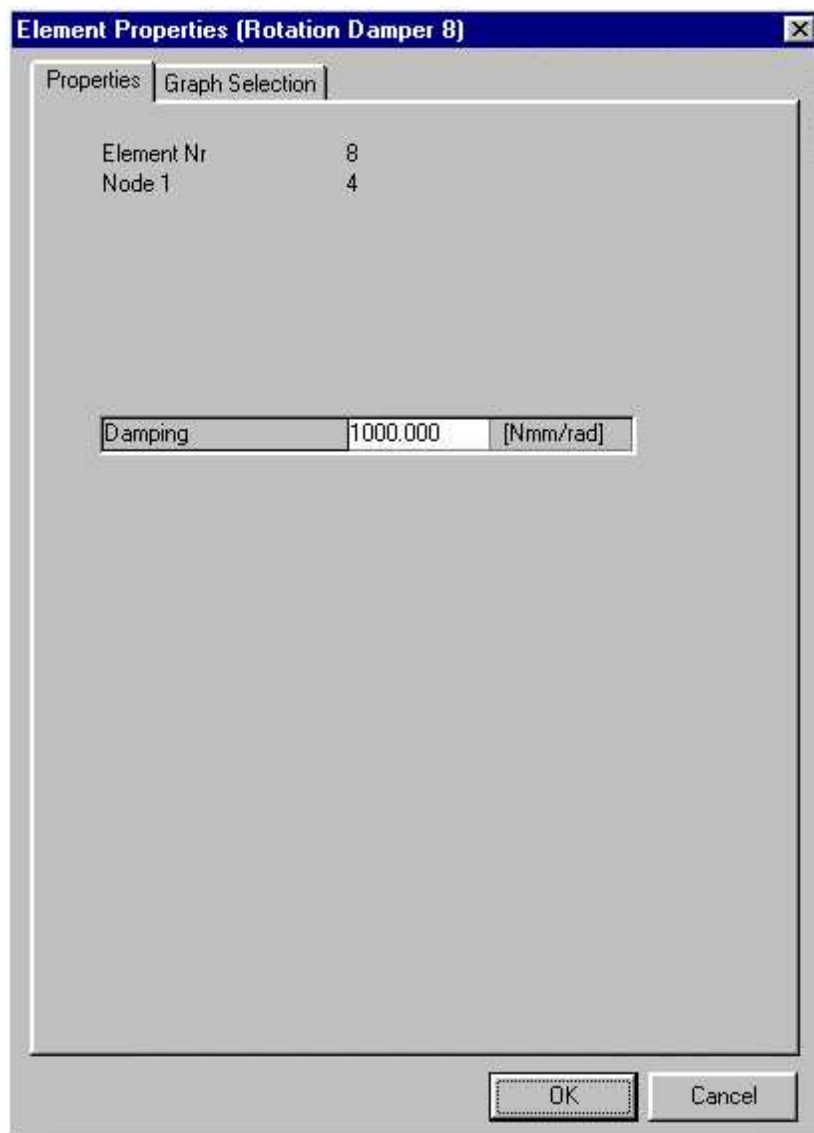 Element Properties (Rotation Damper 8)
Properties Graph Selection
Element Nr 8
Node 1 4
Damping 1000.000 [Nmm/rad]
OK Cancel